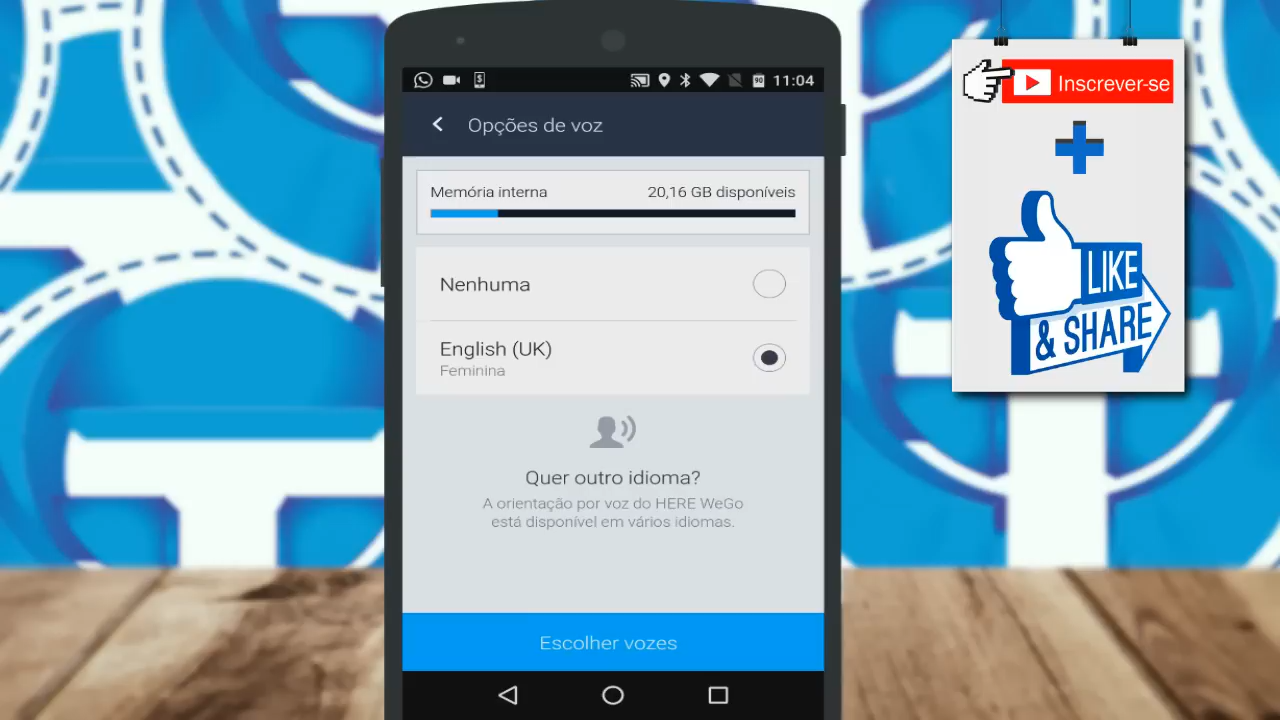 11:04
Opções de voz
Memória interna 20,16 GB disponíveis
Nenhuma
English (UK)
Feminina
Quer outro idioma?
A orientação por voz do HERE WeGo
está disponível em vários idiomas.
Escolher vozes
Inscrever-se
LIKE
& SHARE